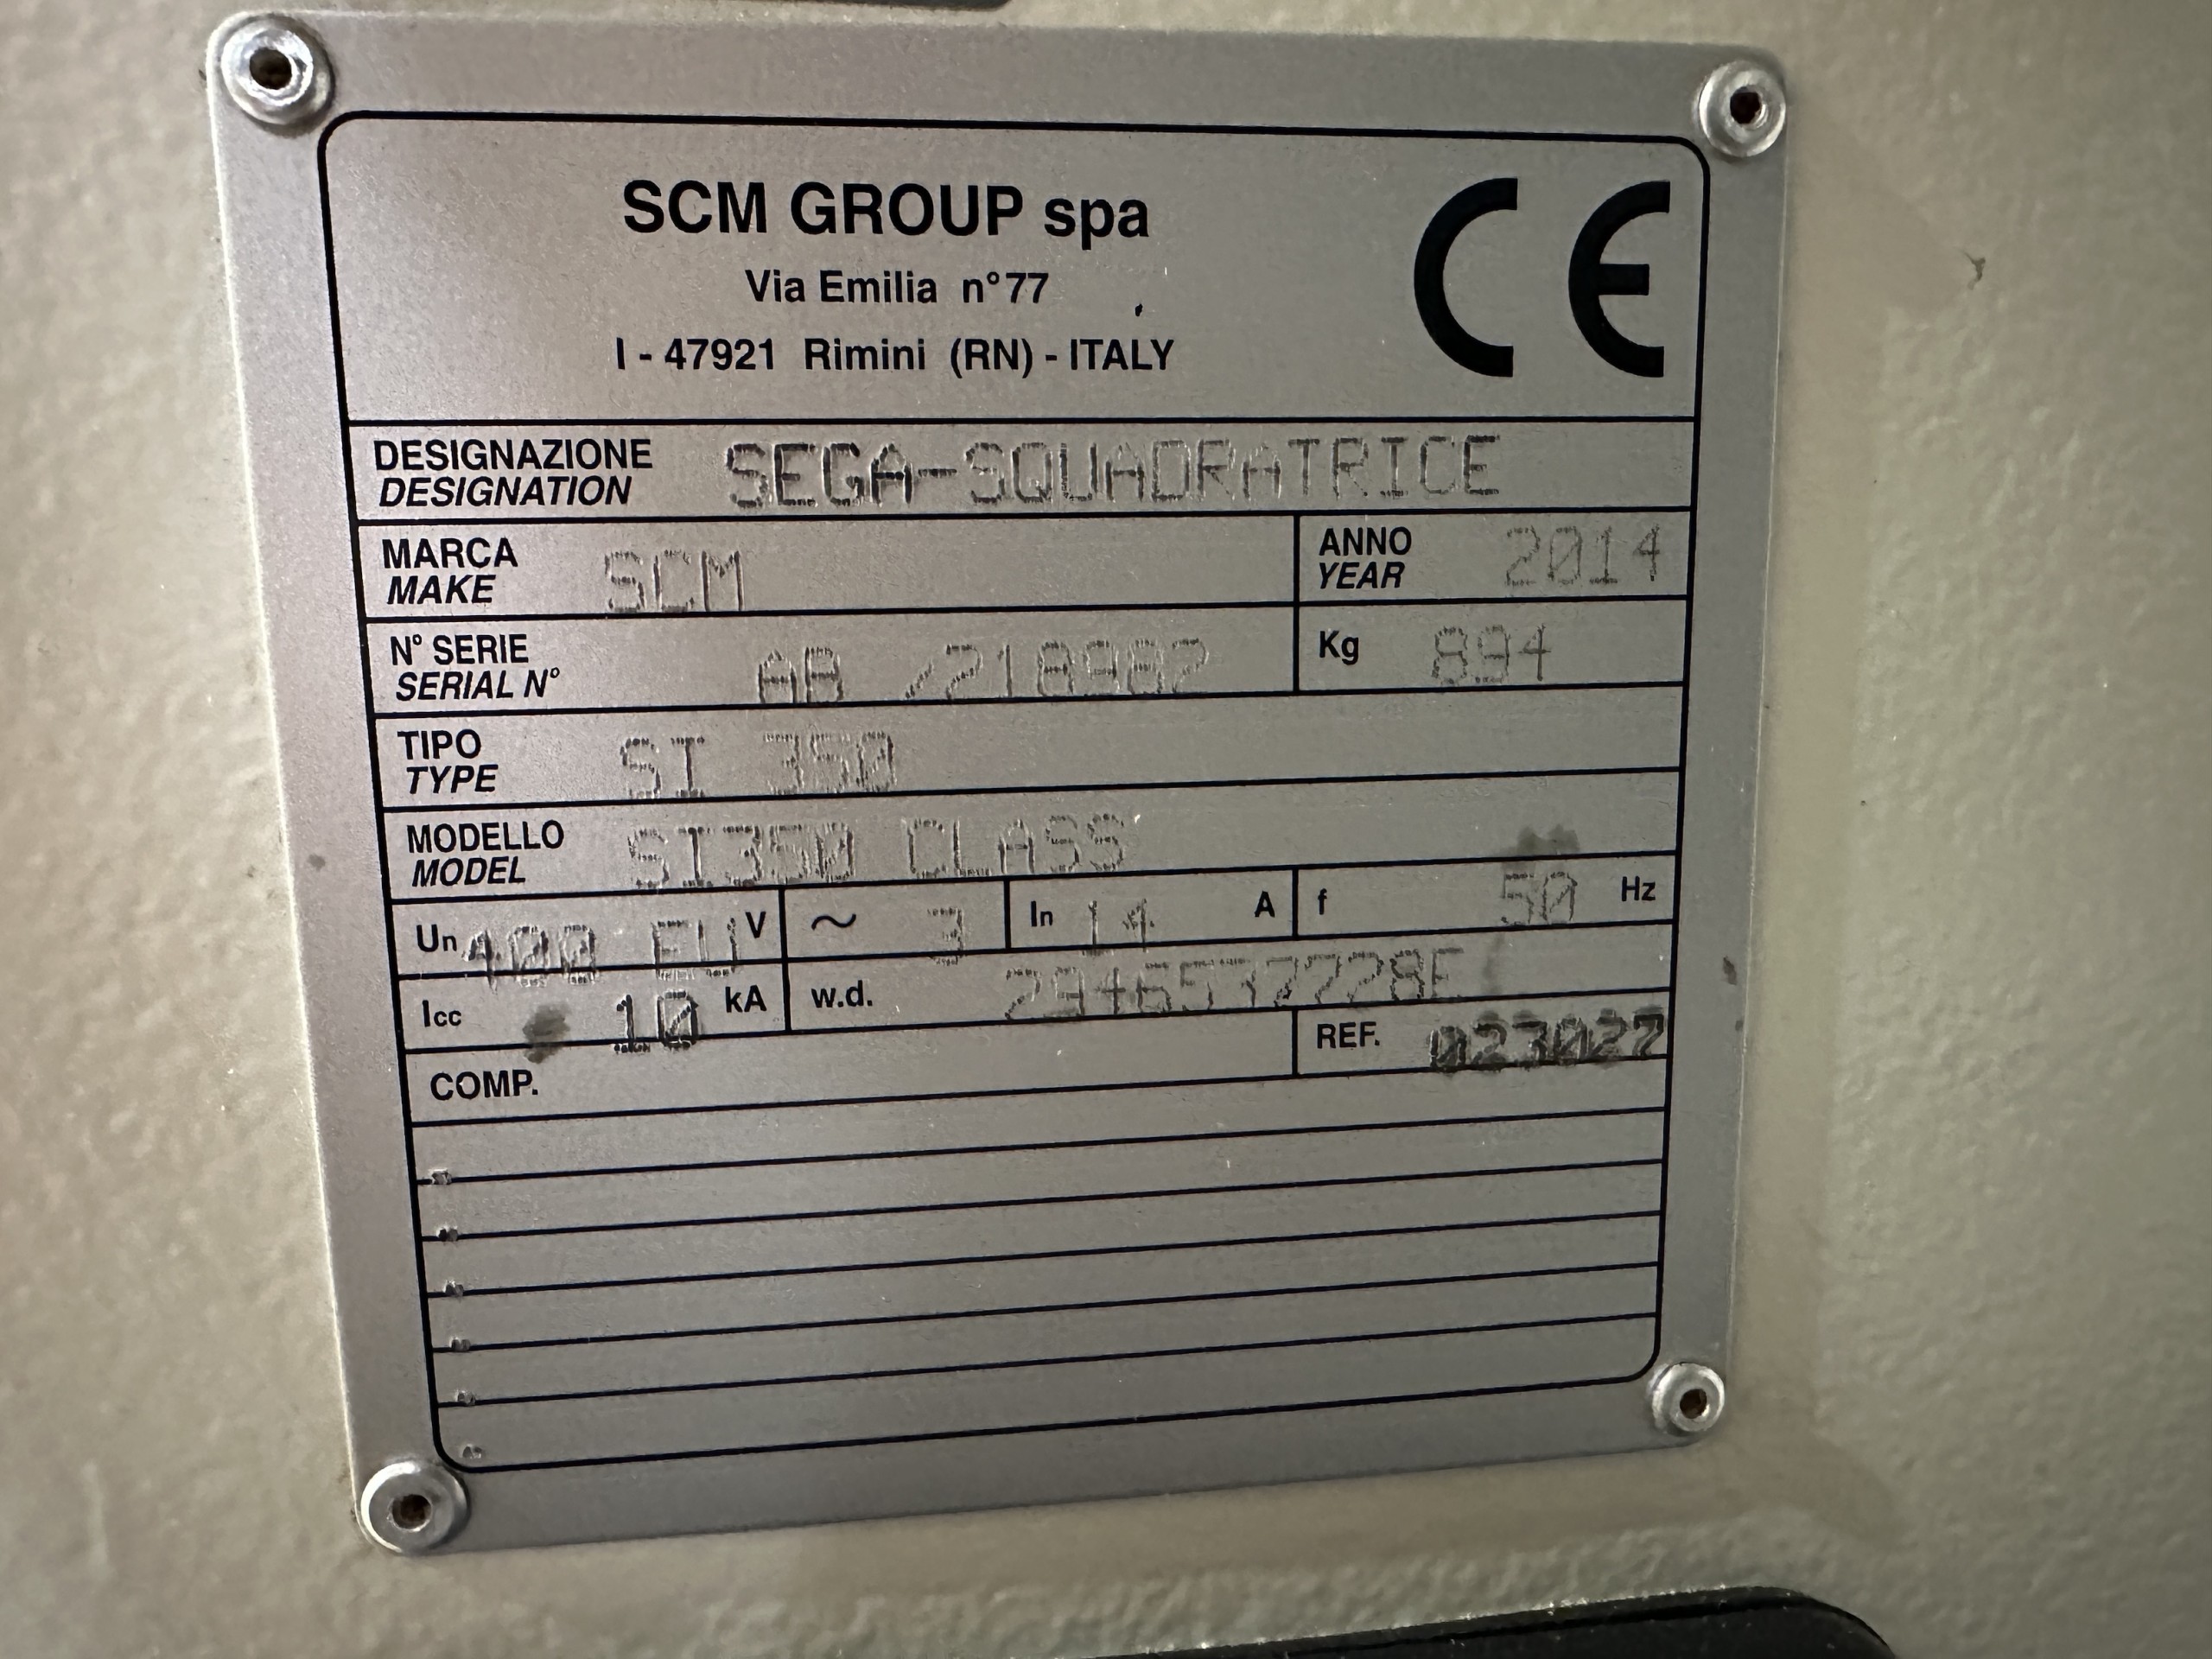 SCM GROUP spa
Via Emilia n°77
I - 47921 Rimini (RN) - ITALY
CE
DESIGNAZIONE
DESIGNATION
SEGA-SQUADRATRICE
MARCA
MAKE
SCM
ANNO
YEAR
2014
N° SERIE
SERIAL N°
AB /218982
Kg 894
TIPO
TYPE
SI 350
MODELLO
MODEL
SI350 CLASS
Un 400 EU V
~ 3
In 14 A
f 50 Hz
Icc 10 kA
w.d.
REF. 023027
COMP.